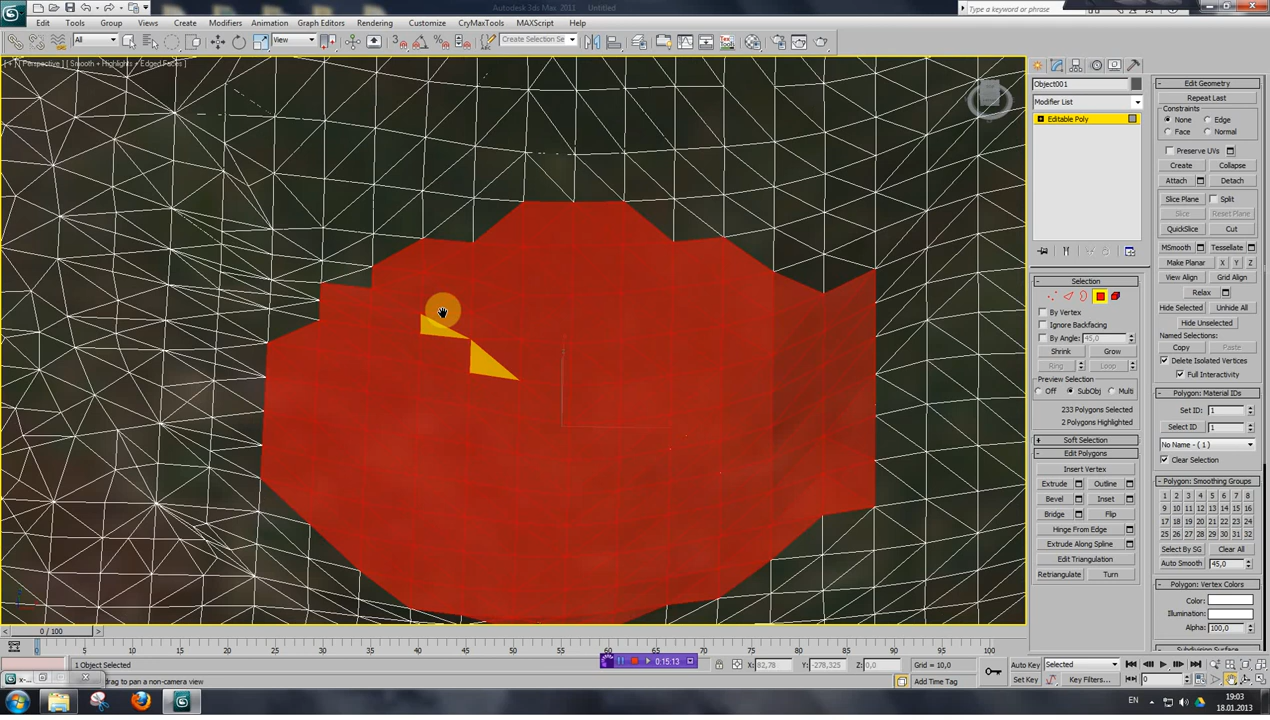 Autodesk 3ds Max 2011 Untitled
Type a keyword or phrase
Edit Tools Group Views Create Modifiers Animation Graph Editors Rendering Customize CryMaxTools MAXScript Help
All View Create Selection Se
[ + ] [ Perspective ] [ Smooth + Highlights + Edged Faces ]
Object001
Modifier List
Editable Poly
Selection
By Vertex
Ignore Backfacing
By Angle: 45,0
Shrink Grow
Ring Loop
Preview Selection
Off SubObj Multi
233 Polygons Selected
2 Polygons Highlighted
Soft Selection
Edit Polygons
Insert Vertex
Extrude Outline
Bevel Inset
Bridge Flip
Hinge From Edge
Extrude Along Spline
Edit Triangulation
Retriangulate Turn
Edit Geometry
Repeat Last
Constraints
None Edge
Face Normal
Preserve UVs
Create Collapse
Attach Detach
Slice Plane Split
Slice Reset Plane
QuickSlice Cut
MSmooth Tessellate
Make Planar X Y Z
View Align Grid Align
Relax
Hide Selected Unhide All
Hide Unselected
Named Selections:
Copy Paste
Delete Isolated Vertices
Full Interactivity
Polygon: Material IDs
Set ID: 1
Select ID 1
No Name - ( 1 )
Clear Selection
Polygon: Smoothing Groups
1 2 3 4 5 6 7 8
9 10 11 12 13 14 15 16
17 18 19 20 21 22 23 24
25 26 27 28 29 30 31 32
Select By SG Clear All
Auto Smooth 45,0
Polygon: Vertex Colors
Color:
Illumination:
Alpha: 100,0
Subdivision Surface
0 / 100
0 5 10 15 20 25 30 35 40 45 50 55 60 65 70 75 80 85 90 95 100
1 Object Selected 0:15:13 X: 82,78 Y: -278,325 Z: 0,0 Grid = 10,0 Auto Key Selected
drag to pan a non-camera view Add Time Tag Set Key Key Filters... 0
EN 19:03
18.01.2013